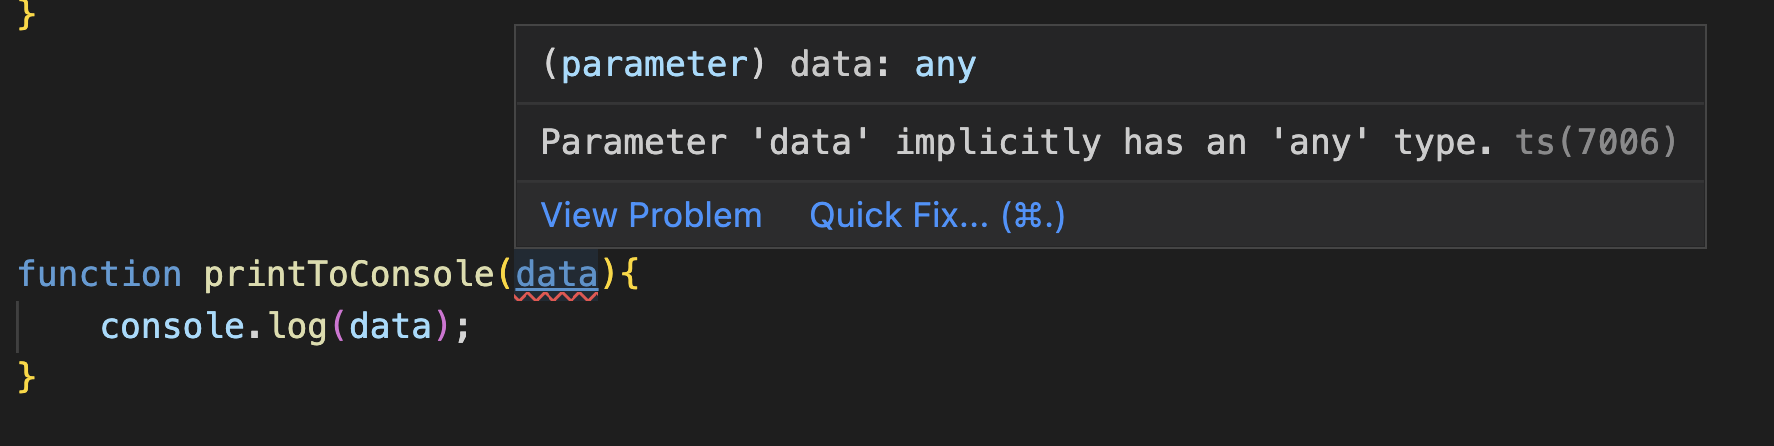 }
(parameter) data: any
Parameter 'data' implicitly has an 'any' type. ts(7006)
View Problem Quick Fix... (⌘.)
function printToConsole(data){
    console.log(data);
}